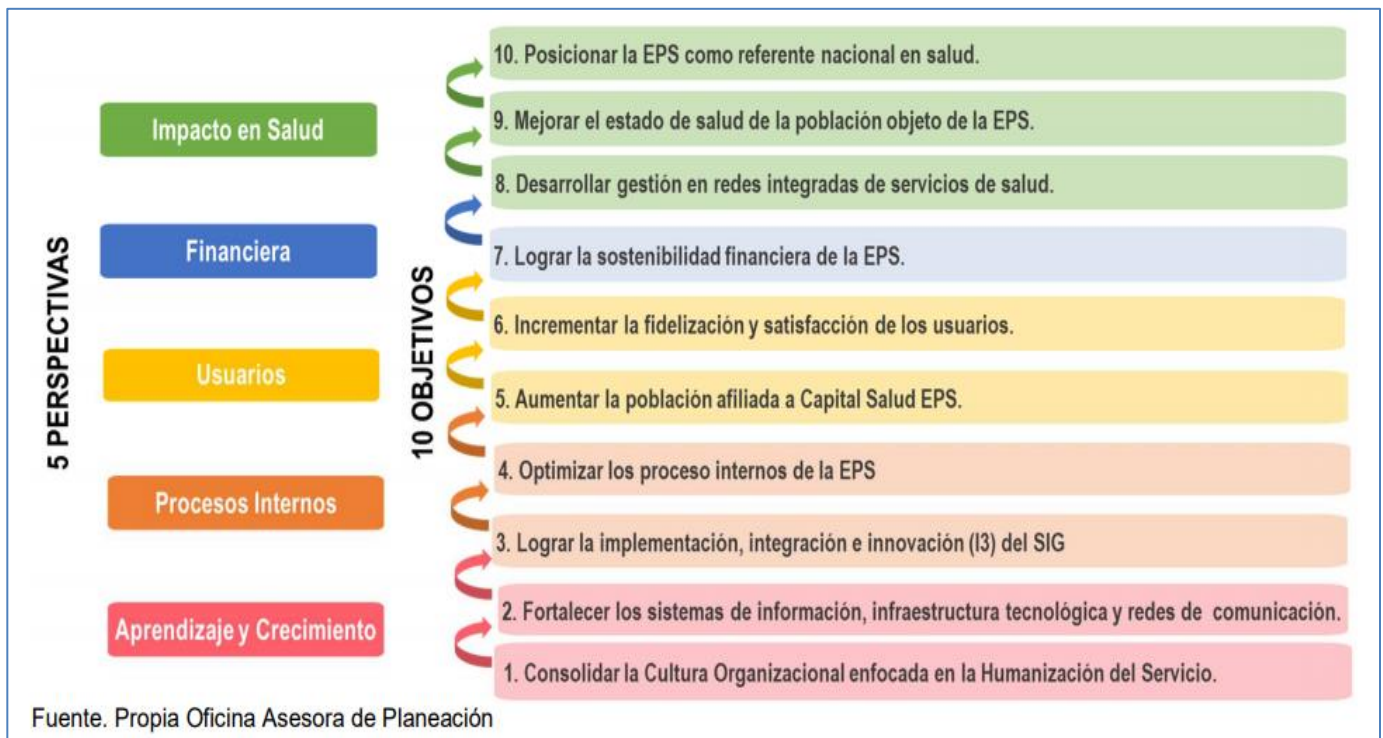 5 PERSPECTIVAS
Impacto en Salud
Financiera
Usuarios
Procesos Internos
Aprendizaje y Crecimiento
10 OBJETIVOS
10. Posicionar la EPS como referente nacional en salud.
9. Mejorar el estado de salud de la población objeto de la EPS.
8. Desarrollar gestión en redes integradas de servicios de salud.
7. Lograr la sostenibilidad financiera de la EPS.
6. Incrementar la fidelización y satisfacción de los usuarios.
5. Aumentar la población afiliada a Capital Salud EPS.
4. Optimizar los proceso internos de la EPS
3. Lograr la implementación, integración e innovación (I3) del SIG
2. Fortalecer los sistemas de información, infraestructura tecnológica y redes de comunicación.
1. Consolidar la Cultura Organizacional enfocada en la Humanización del Servicio.
Fuente. Propia Oficina Asesora de Planeación